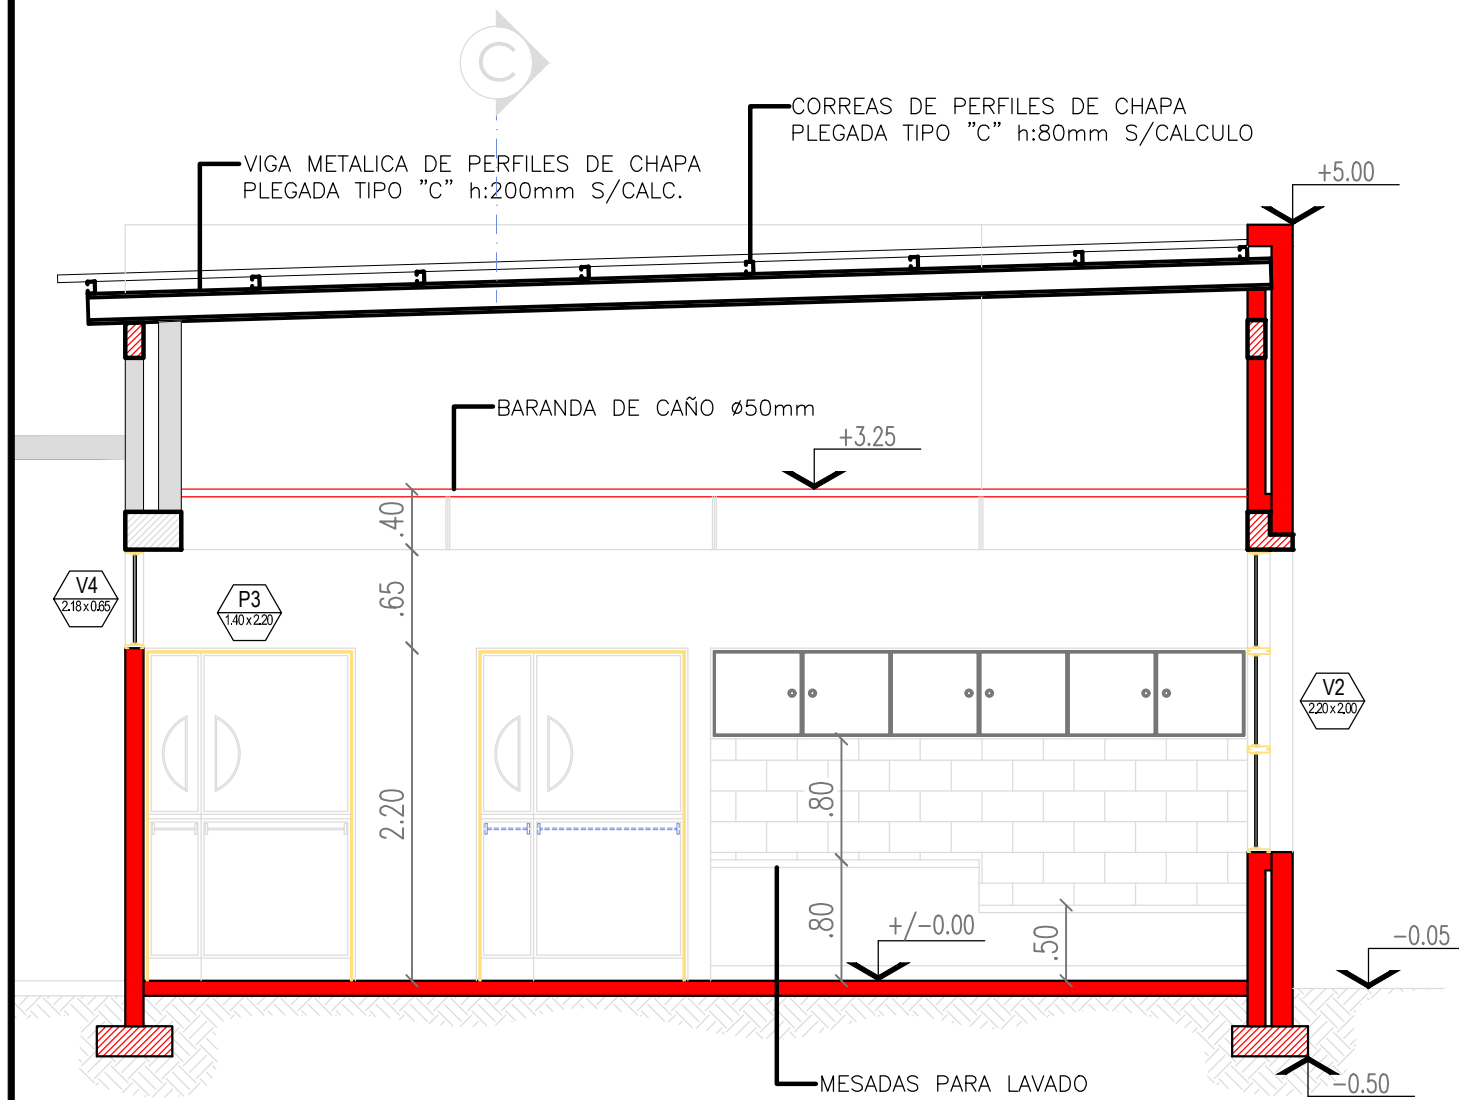 C
CORREAS DE PERFILES DE CHAPA
PLEGADA TIPO "C" h:80mm S/CALCULO
VIGA METALICA DE PERFILES DE CHAPA
PLEGADA TIPO "C" h:200mm S/CALC.
+5.00
BARANDA DE CAÑO ø50mm
+3.25
.40
.65
V4
2.18x0.65
P3
1.40x2.20
V2
2.20x2.00
2.20
.80
.80
+/-0.00
.50
-0.05
MESADAS PARA LAVADO
-0.50